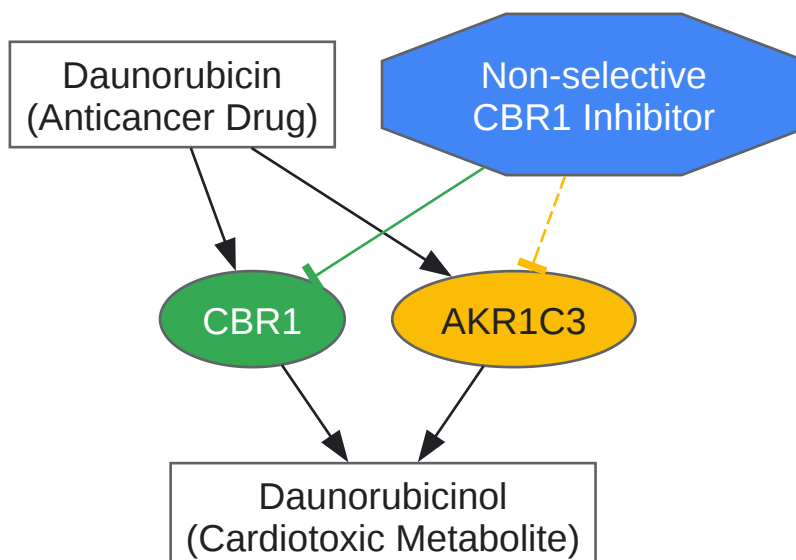 Daunorubicin
(Anticancer Drug)
Non-selective
CBR1 Inhibitor
CBR1
AKR1C3
Daunorubicinol
(Cardiotoxic Metabolite)